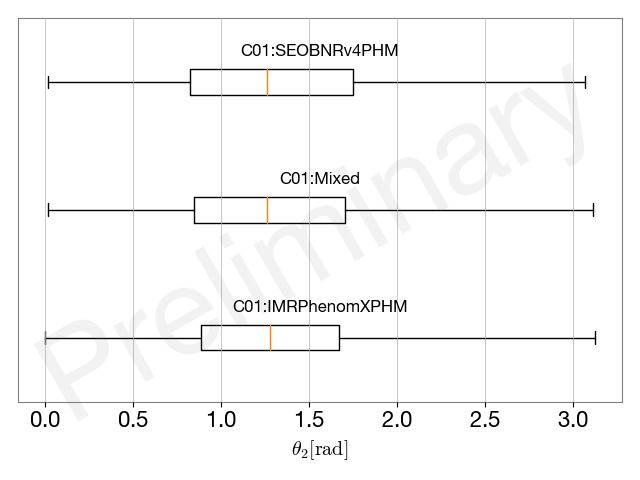 C01:SEOBNRv4PHM
C01:Mixed
C01:IMRPhenomXPHM
Preliminary
0.0 0.5 1.0 1.5 2.0 2.5 3.0
θ₂[rad]